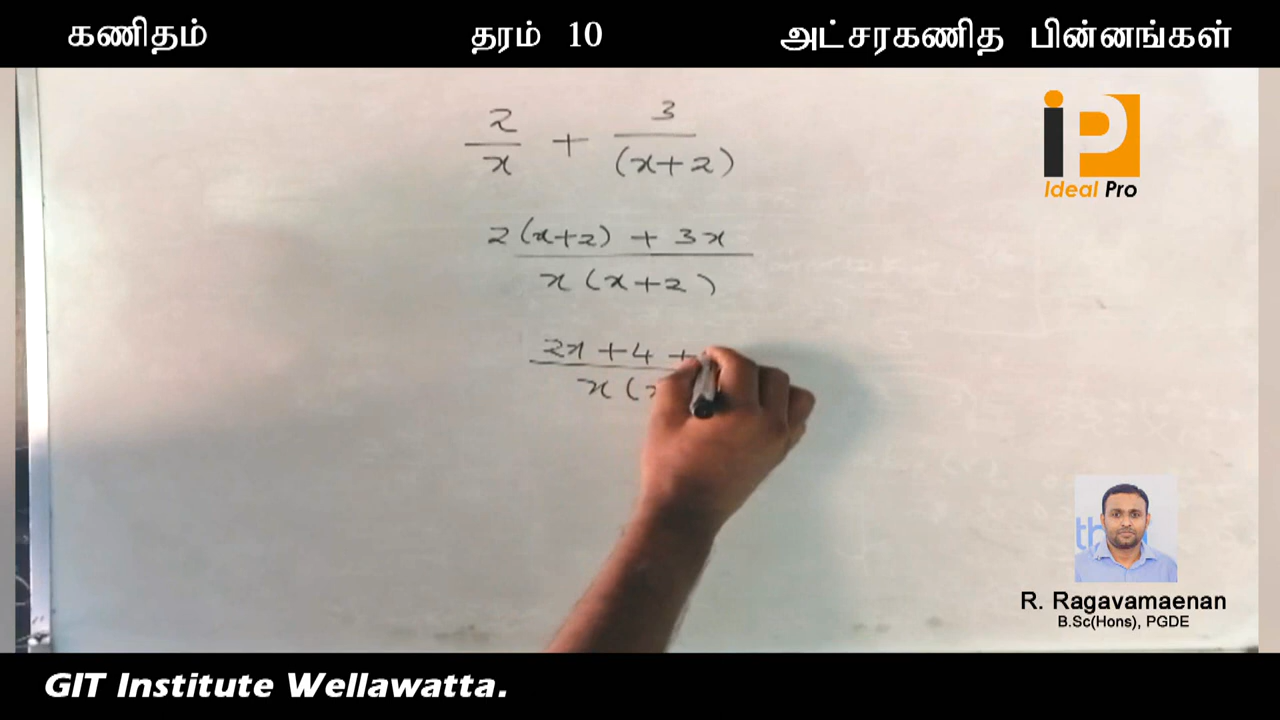 கணிதம் தரம் 10 அட்சரகணித பின்னங்கள்
2/x + 3/(x+2)
2(x+2) + 3x
x(x+2)
2x + 4 +
x(x
iP
Ideal Pro
R. Ragavamaenan
B.Sc(Hons), PGDE
GIT Institute Wellawatta.